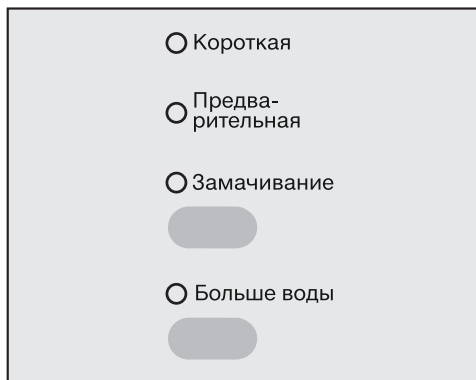 Короткая
Предва-
рительная
Замачивание
Больше воды